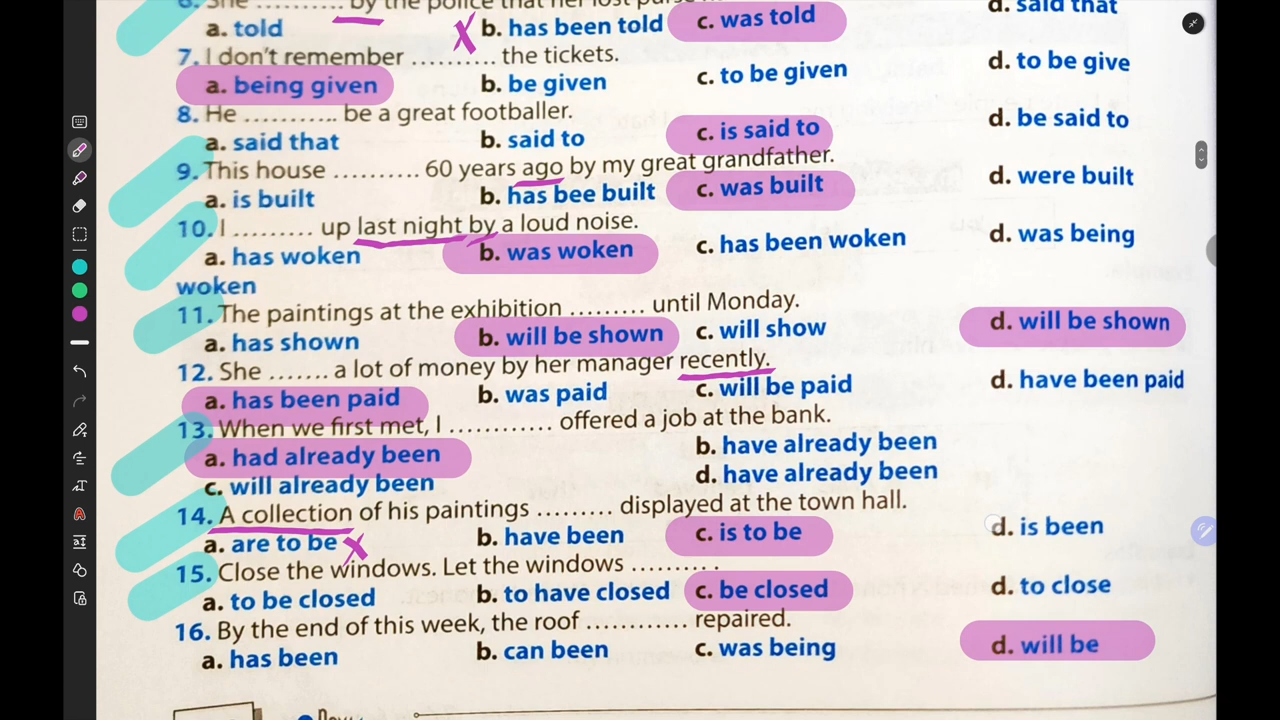 6. She .......... by the police that her lost
a. told b. has been told c. was told d. said that
7. I don't remember .......... the tickets.
a. being given b. be given c. to be given d. to be give
8. He ........... be a great footballer.
a. said that b. said to c. is said to d. be said to
9. This house .......... 60 years ago by my great grandfather.
a. is built b. has bee built c. was built d. were built
10. I ......... up last night by a loud noise.
a. has woken b. was woken c. has been woken d. was being
woken
11. The paintings at the exhibition ......... until Monday.
a. has shown b. will be shown c. will show d. will be shown
12. She ....... a lot of money by her manager recently.
a. has been paid b. was paid c. will be paid d. have been paid
13. When we first met, I ............ offered a job at the bank.
a. had already been b. have already been
c. will already been d. have already been
14. A collection of his paintings ......... displayed at the town hall.
a. are to be b. have been c. is to be d. is been
15. Close the windows. Let the windows ..........
a. to be closed b. to have closed c. be closed d. to close
16. By the end of this week, the roof ............ repaired.
a. has been b. can been c. was being d. will be